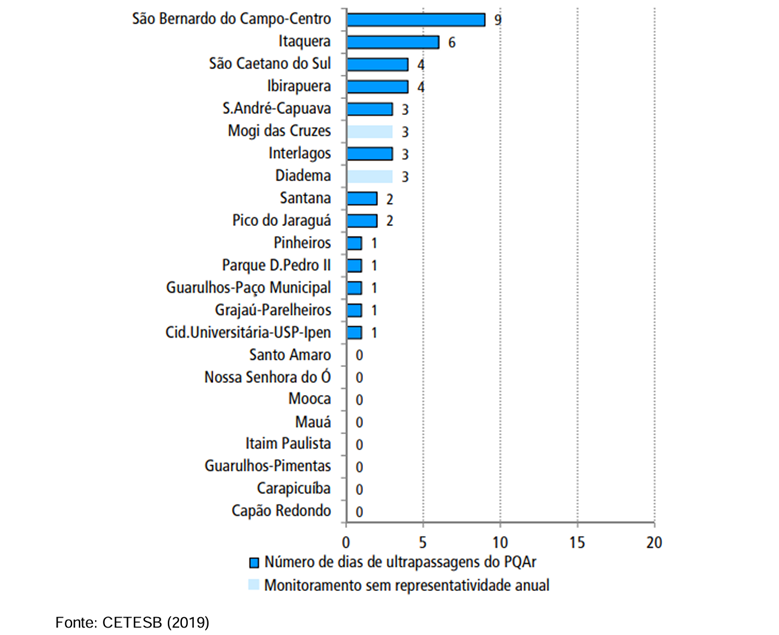 São Bernardo do Campo-Centro 9
Itaquera 6
São Caetano do Sul 4
Ibirapuera 4
S.André-Capuava 3
Mogi das Cruzes 3
Interlagos 3
Diadema 3
Santana 2
Pico do Jaraguá 2
Pinheiros 1
Parque D.Pedro II 1
Guarulhos-Paço Municipal 1
Grajaú-Parelheiros 1
Cid.Universitária-USP-Ipen 1
Santo Amaro 0
Nossa Senhora do Ó 0
Mooca 0
Mauá 0
Itaim Paulista 0
Guarulhos-Pimentas 0
Carapicuíba 0
Capão Redondo 0
0 5 10 15 20
Número de dias de ultrapassagens do PQAr
Monitoramento sem representatividade anual
Fonte: CETESB (2019)